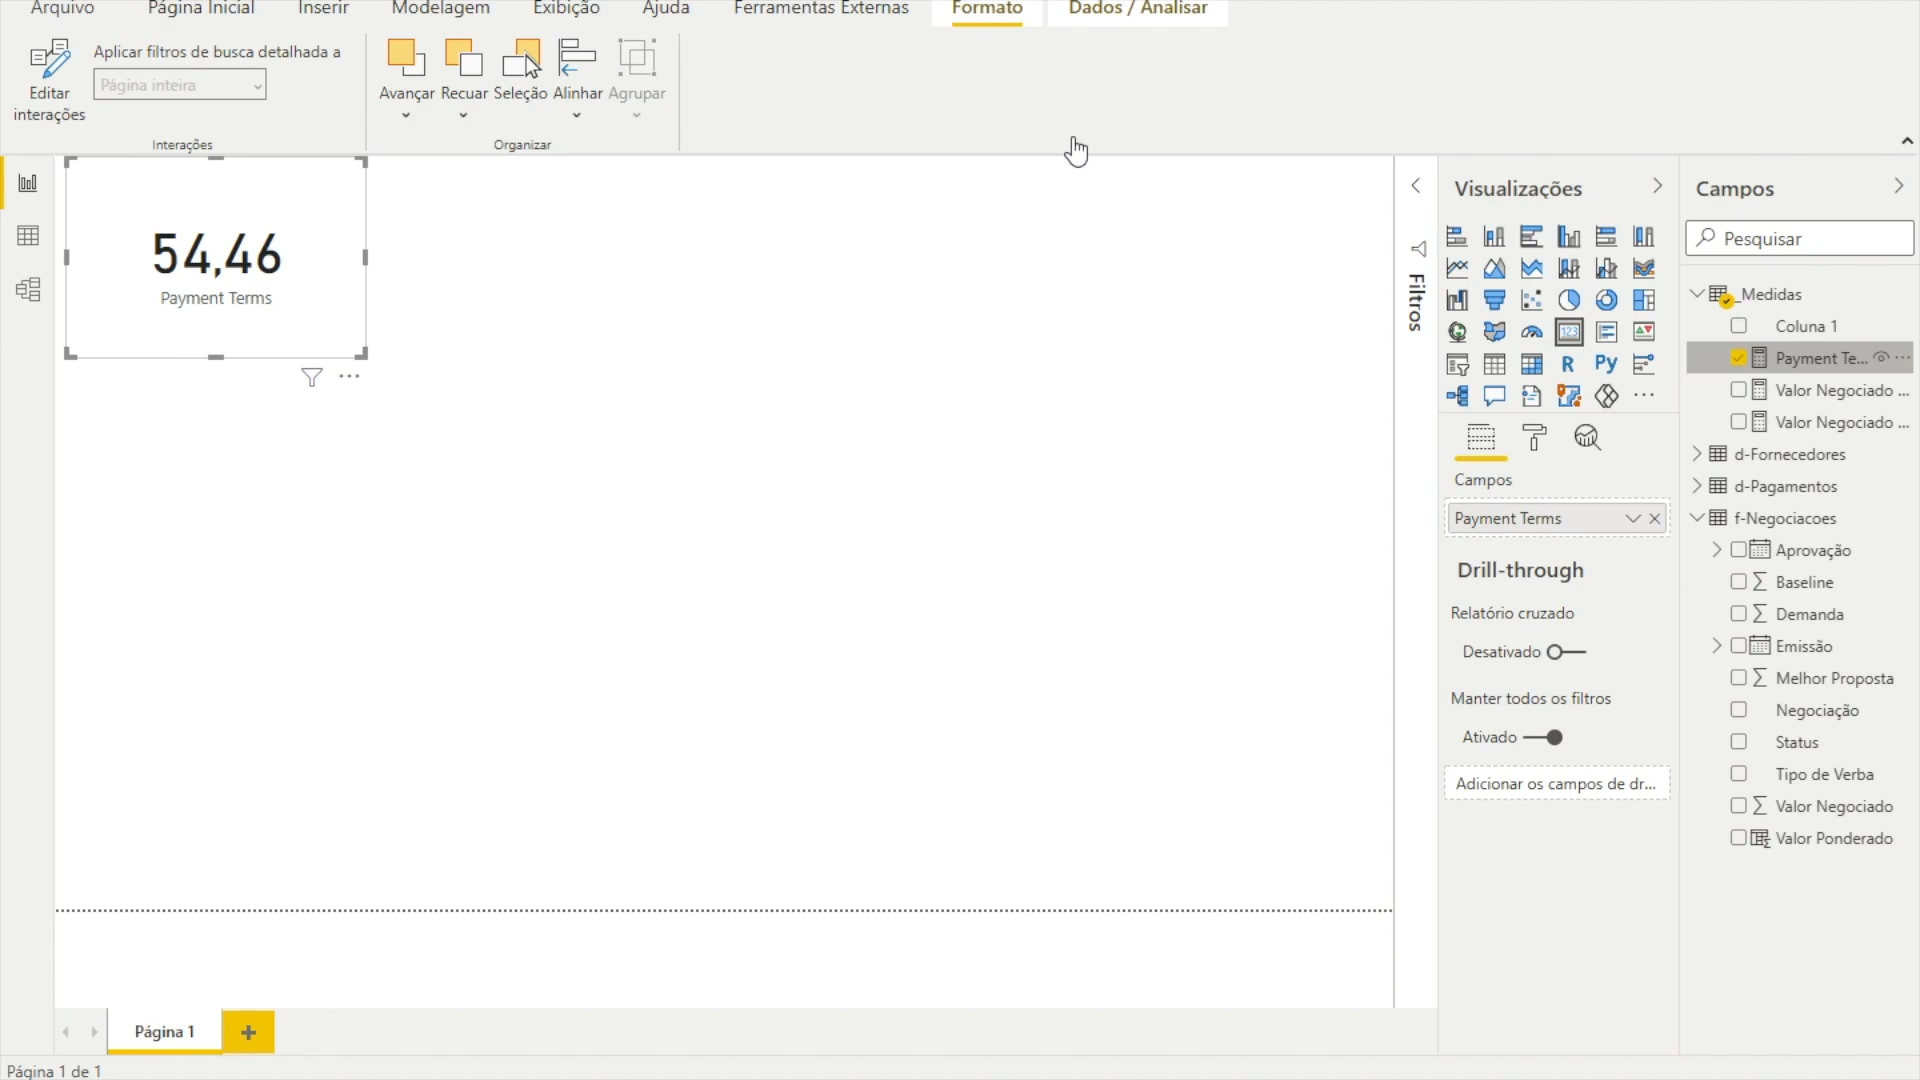 Arquivo Página Inicial Inserir Modelagem Exibição Ajuda Ferramentas Externas Formato Dados / Analisar
Aplicar filtros de busca detalhada a
Página inteira
Editar
interações
Avançar Recuar Seleção Alinhar Agrupar
Interações
Organizar
54,46
Payment Terms
Filtros
Visualizações
123
R
Py
Campos
Payment Terms
Drill-through
Relatório cruzado
Desativado
Manter todos os filtros
Ativado
Adicionar os campos de dr...
Campos
Pesquisar
_Medidas
Coluna 1
Payment Te...
Valor Negociado ...
Valor Negociado ...
d-Fornecedores
d-Pagamentos
f-Negociacoes
Aprovação
Baseline
Demanda
Emissão
Melhor Proposta
Negociação
Status
Tipo de Verba
Valor Negociado
Valor Ponderado
Página 1
Página 1 de 1